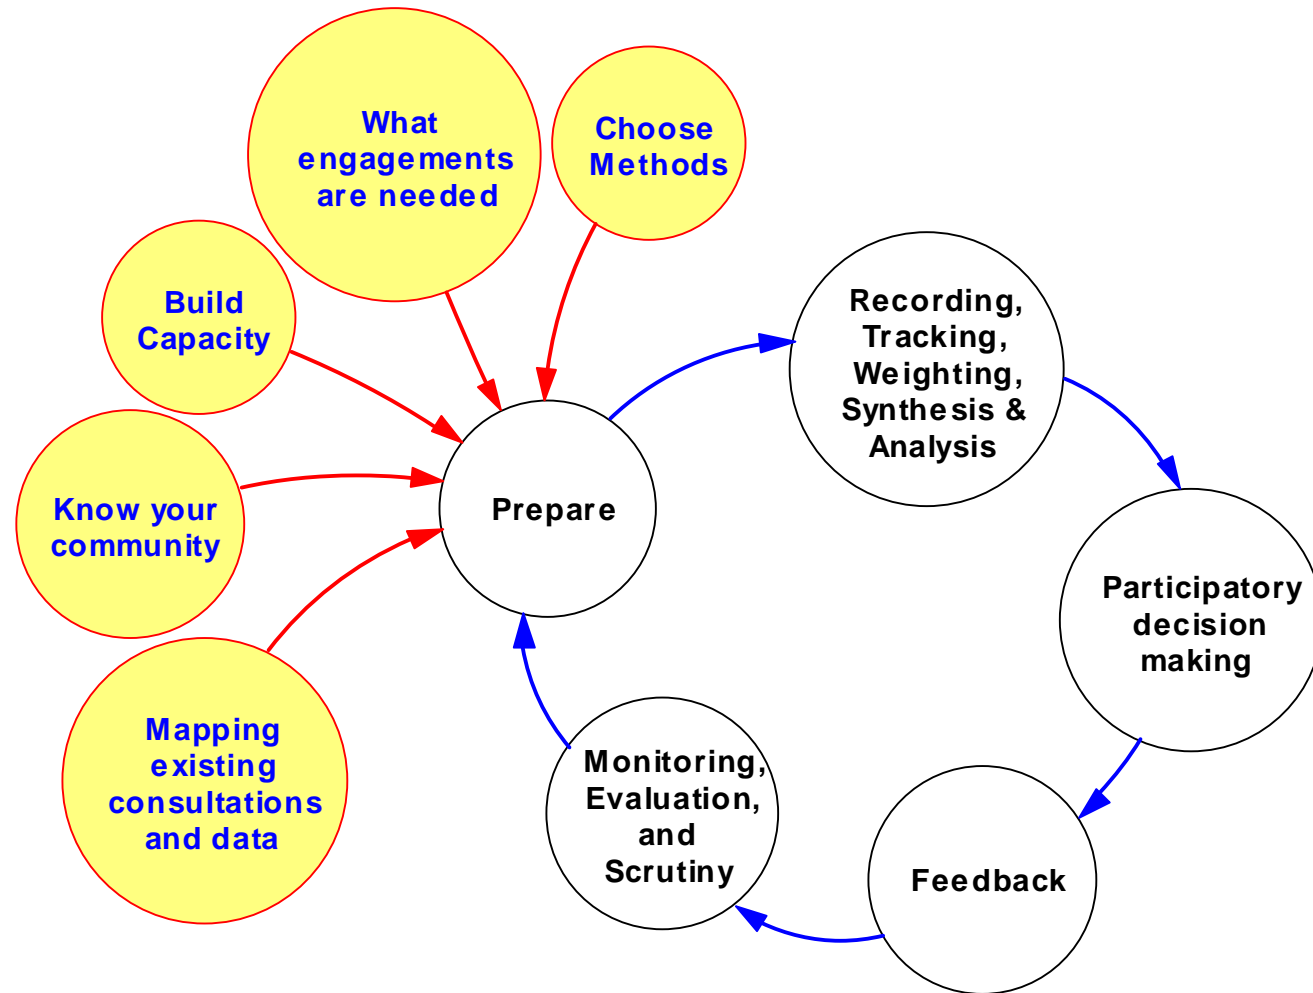 What
engagements
are needed
Choose
Methods
Build
Capacity
Know your
community
Mapping
existing
consultations
and data
Prepare
Recording,
Tracking,
Weighting,
Synthesis &
Analysis
Participatory
decision
making
Feedback
Monitoring,
Evaluation,
and
Scrutiny